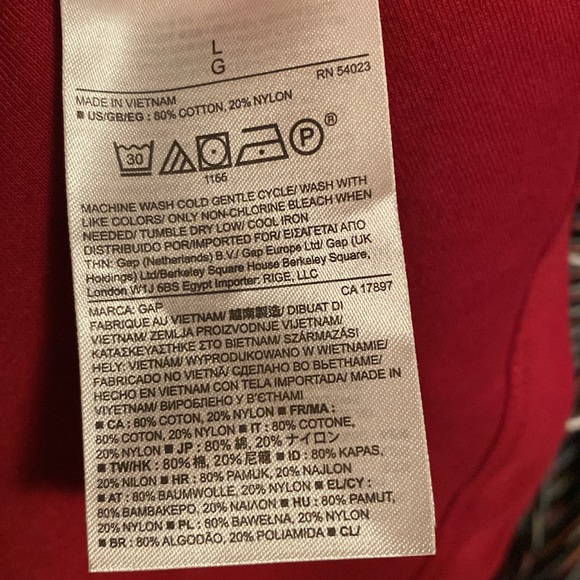 L
G
RN 54023
MADE IN VIETNAM
■ US/GB/EG : 80% COTTON, 20% NYLON
30
P
®
1166
MACHINE WASH COLD GENTLE CYCLE/ WASH WITH
LIKE COLORS/ ONLY NON-CHLORINE BLEACH WHEN
NEEDED/ TUMBLE DRY LOW/ COOL IRON
DISTRIBUIDO POR/IMPORTED FOR/ ΕΙΣΑΓΕΤΑΙ ΑΠΟ
ΤΗΝ: Gap (Netherlands) B.V./ Gap Europe Ltd/ Gap (UK
Holdings) Ltd/Berkeley Square House Berkeley Square,
London W1J 6BS Egypt Importer: RIGE, LLC
CA 17897
MARCA: GAP
FABRIQUE AU VIETNAM/ 越南製造/ DIBUAT DI
VIETNAM/ ZEMLJA PROIZVODNJE VIJETNAM/
ΚΑΤΑΣΚΕΥΑΣΤΗΚΕ ΣΤΟ ΒΙΕΤΝΑΜ/ SZÁRMAZÁSI
HELY: VIETNÁM/ WYPRODUKOWANO W WIETNAMIE/
FABRICADO NO VIETNÃ/ СДЕЛАНО ВО ВЬЕТНАМЕ/
HECHO EN VIETNAM CON TELA IMPORTADA/ MADE IN
VIYETNAM/ ВИРОБЛЕНО У В'ЄТНАМІ
■ CA : 80% COTON, 20% NYLON ■ FR/MA :
80% COTON, 20% NYLON ■ IT : 80% COTONE,
20% NYLON ■ JP : 80% 綿, 20% ナイロン
■ TW/HK : 80% 棉, 20% 尼龍 ■ ID : 80% KAPAS,
20% NILON ■ HR : 80% PAMUK, 20% NAJLON
■ AT : 80% BAUMWOLLE, 20% NYLON ■ EL/CY :
80% ΒΑΜΒΑΚΕΡΟ, 20% ΝΑΙΛΟΝ ■ HU : 80% PAMUT,
20% NYLON ■ PL : 80% BAWEŁNA, 20% NYLON
■ BR : 80% ALGODÃO, 20% POLIAMIDA ■ CL/